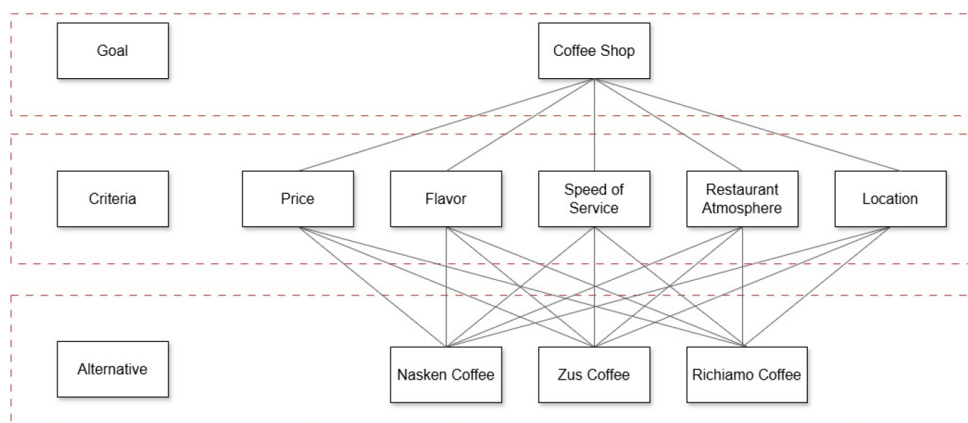 Goal
Coffee Shop
Criteria
Price
Flavor
Speed of
Service
Restaurant
Atmosphere
Location
Alternative
Nasken Coffee
Zus Coffee
Richiamo Coffee